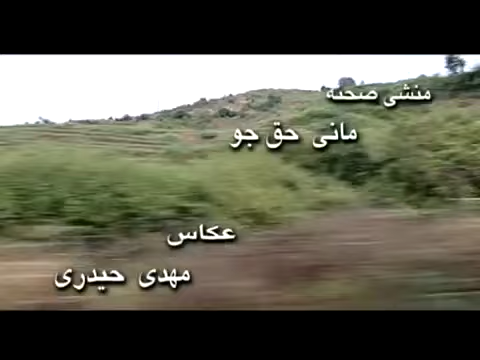 منشی صحنه
مانی حق جو
عکاس
مهدی حیدری